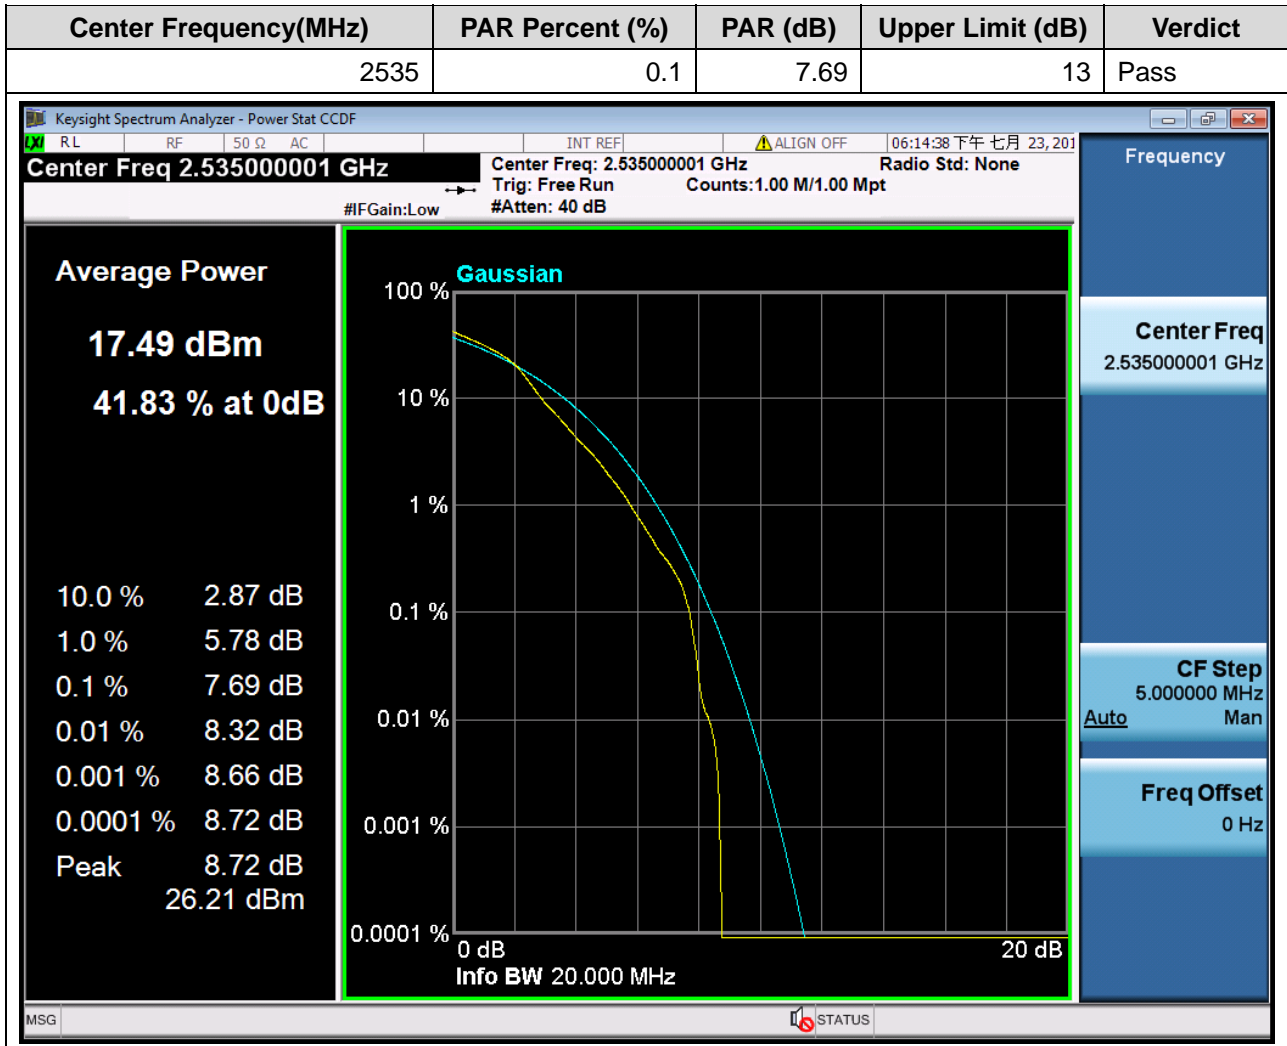 Center Frequency(MHz) PAR Percent (%) PAR (dB) Upper Limit (dB) Verdict
2535 0.1 7.69 13 Pass
Keysight Spectrum Analyzer - Power Stat CCDF
LXI RL RF 50 Ω AC INT REF ALIGN OFF 06:14:38 下午 七月 23, 201
Center Freq 2.535000001 GHz
Center Freq: 2.535000001 GHz Radio Std: None
Trig: Free Run Counts:1.00 M/1.00 Mpt
#IFGain:Low #Atten: 40 dB
Average Power
17.49 dBm
41.83 % at 0dB
10.0 % 2.87 dB
1.0 % 5.78 dB
0.1 % 7.69 dB
0.01 % 8.32 dB
0.001 % 8.66 dB
0.0001 % 8.72 dB
Peak 8.72 dB
26.21 dBm
Gaussian
100 %
10 %
1 %
0.1 %
0.01 %
0.001 %
0.0001 %
0 dB 20 dB
Info BW 20.000 MHz
Frequency
Center Freq
2.535000001 GHz
CF Step
5.000000 MHz
Auto Man
Freq Offset
0 Hz
MSG STATUS